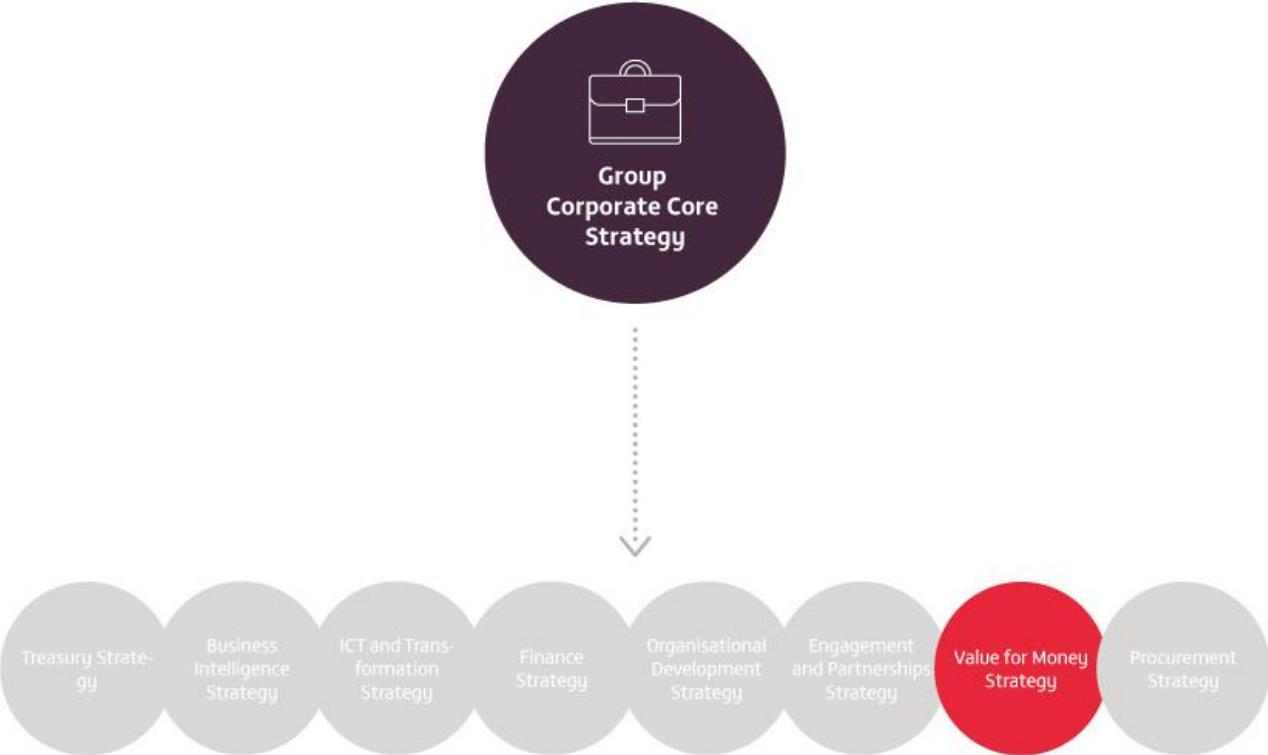 Group
Corporate Core
Strategy
Treasury Strate-
gy
Business
Intelligence
Strategy
ICT and Trans-
formation
Strategy
Finance
Strategy
Organisational
Development
Strategy
Engagement
and Partnerships
Strategy
Value for Money
Strategy
Procurement
Strategy